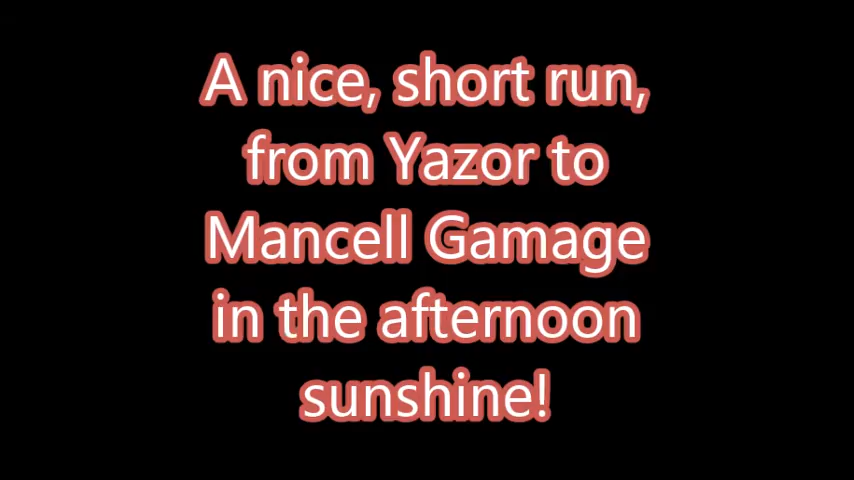 A nice, short run,
from Yazor to
Mancell Gamage
in the afternoon
sunshine!